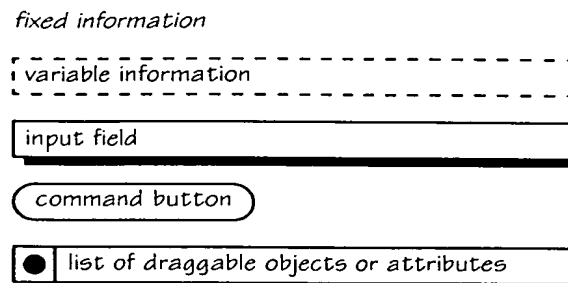 fixed information
variable information
input field
command button
list of draggable objects or attributes